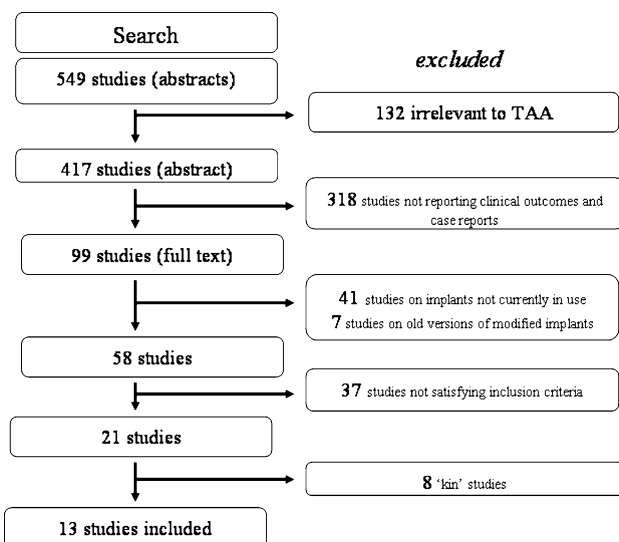 Search
excluded
549 studies (abstracts)
132 irrelevant to TAA
417 studies (abstract)
318 studies not reporting clinical outcomes and
case reports
99 studies (full text)
41 studies on implants not currently in use
7 studies on old versions of modified implants
58 studies
37 studies not satisfying inclusion criteria
21 studies
8 ‘kin’ studies
13 studies included